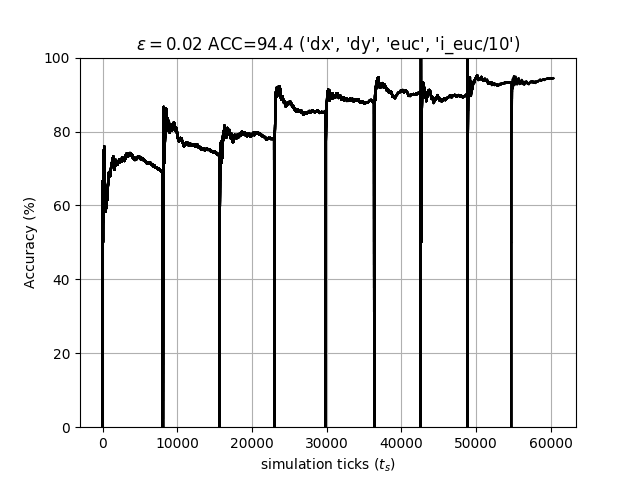 ε = 0.02 ACC=94.4 ('dx', 'dy', 'euc', 'i_euc/10')
100
80
60
40
20
0
Accuracy (%)
0 10000 20000 30000 40000 50000 60000
simulation ticks (tₛ)